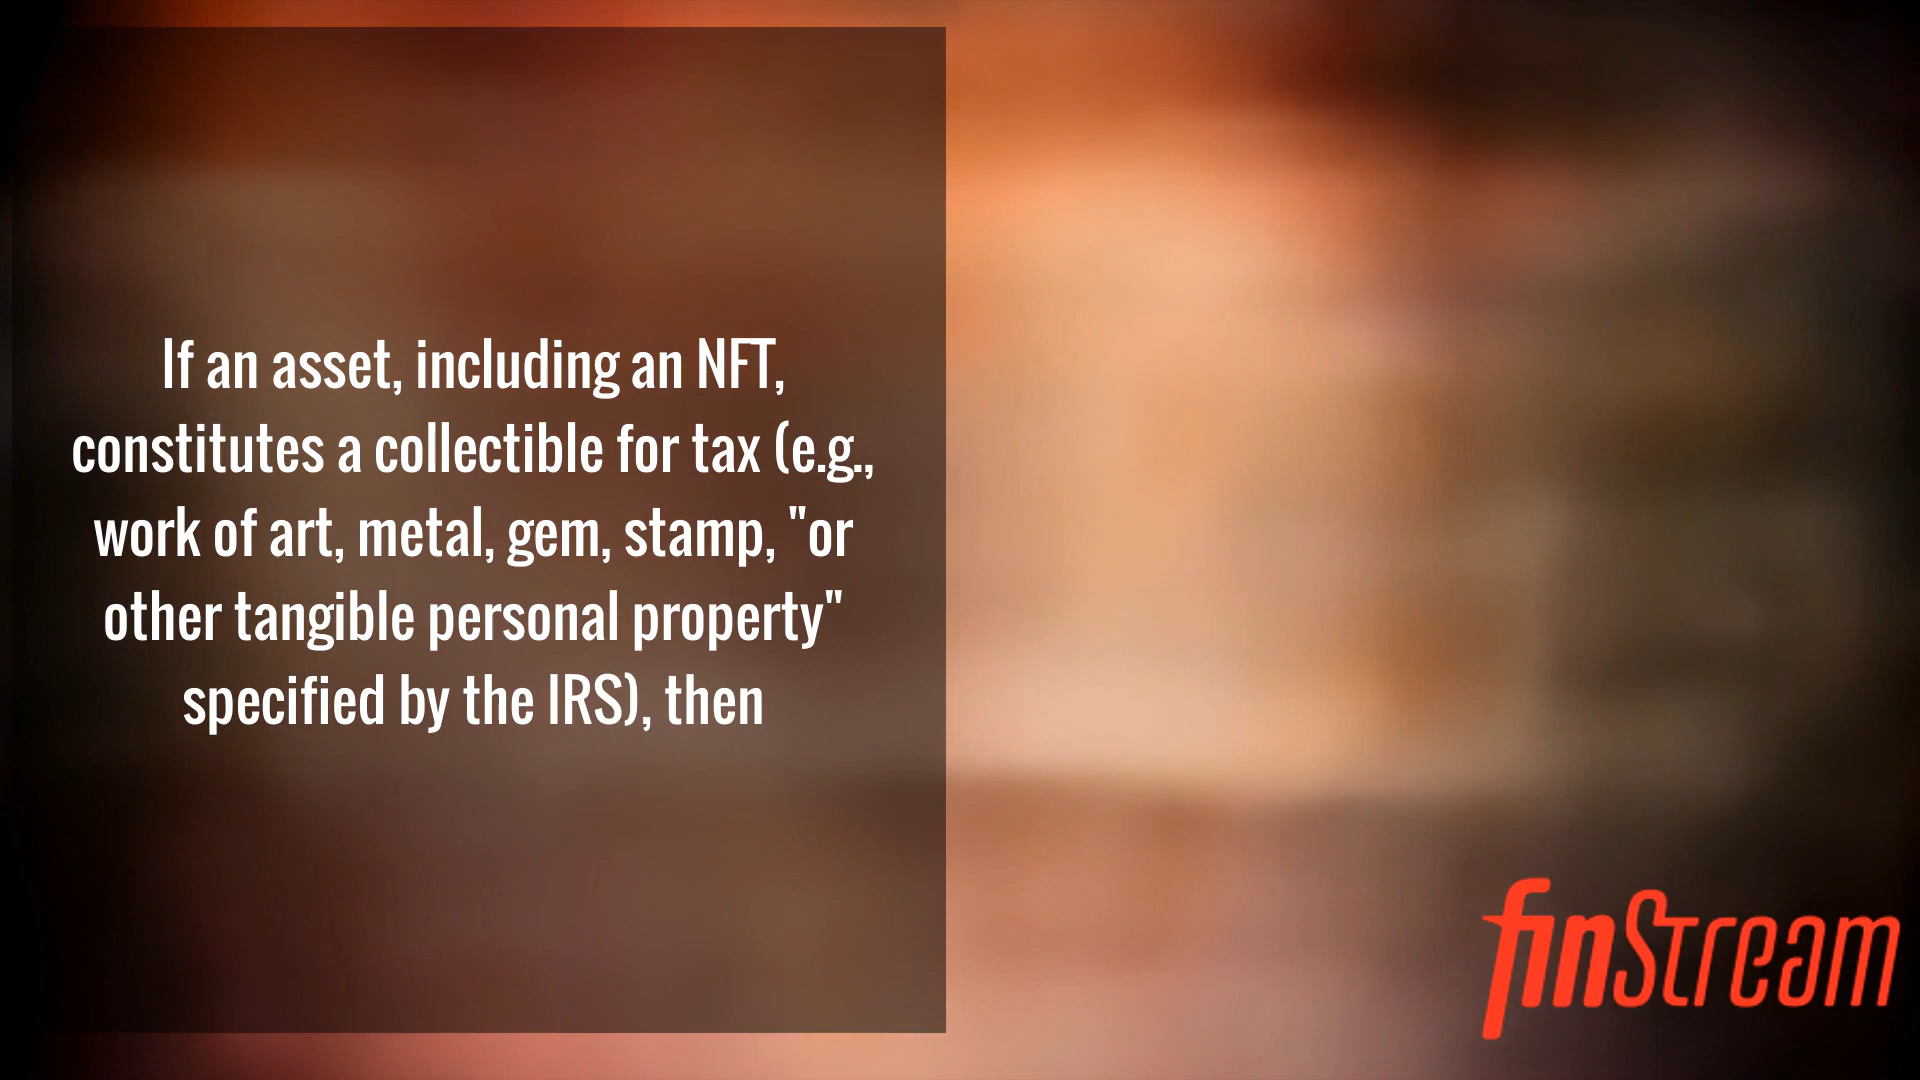 If an asset, including an NFT,
constitutes a collectible for tax (e.g.,
work of art, metal, gem, stamp, "or
other tangible personal property"
specified by the IRS), then
finStream